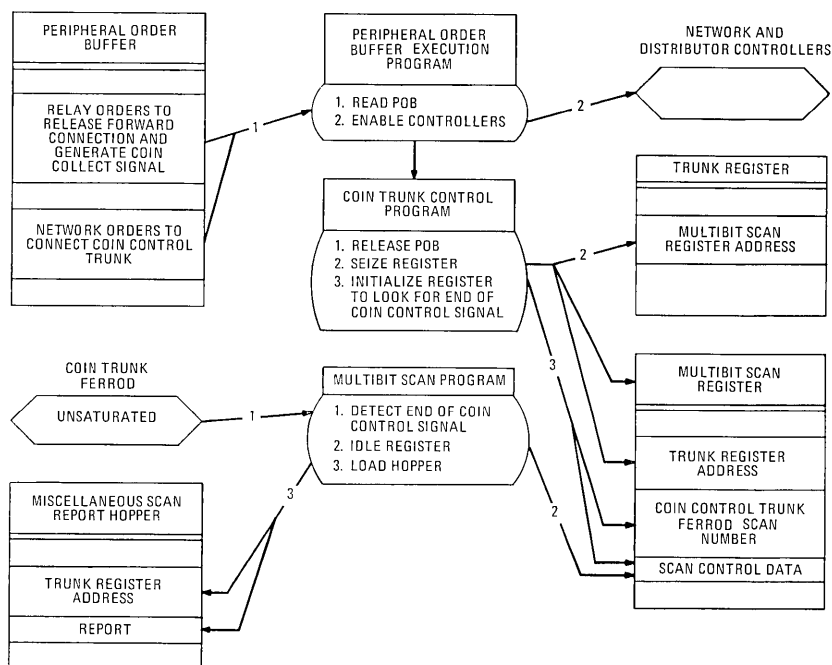 PERIPHERAL ORDER
BUFFER
RELAY ORDERS TO
RELEASE FORWARD
CONNECTION AND
GENERATE COIN
COLLECT SIGNAL
NETWORK ORDERS TO
CONNECT COIN CONTROL
TRUNK
1
PERIPHERAL ORDER
BUFFER EXECUTION
PROGRAM
1. READ POB
2. ENABLE CONTROLLERS
2
NETWORK AND
DISTRIBUTOR CONTROLLERS
COIN TRUNK CONTROL
PROGRAM
1. RELEASE POB
2. SEIZE REGISTER
3. INITIALIZE REGISTER
TO LOOK FOR END OF
COIN CONTROL SIGNAL
2
3
TRUNK REGISTER
MULTIBIT SCAN
REGISTER ADDRESS
COIN TRUNK
FERROD
UNSATURATED
1
MULTIBIT SCAN PROGRAM
1. DETECT END OF COIN
CONTROL SIGNAL
2. IDLE REGISTER
3. LOAD HOPPER
3
2
MULTIBIT SCAN
REGISTER
TRUNK REGISTER
ADDRESS
COIN CONTROL TRUNK
FERROD SCAN
NUMBER
SCAN CONTROL DATA
MISCELLANEOUS SCAN
REPORT HOPPER
TRUNK REGISTER
ADDRESS
REPORT